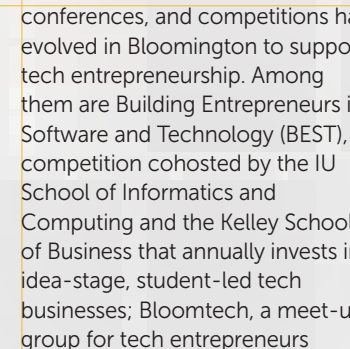 conferences, and competitions ha
evolved in Bloomington to suppo
tech entrepreneurship. Among
them are Building Entrepreneurs i
Software and Technology (BEST),
competition cohosted by the IU
School of Informatics and
Computing and the Kelley School
of Business that annually invests i
idea-stage, student-led tech
businesses; Bloomtech, a meet-u
group for tech entrepreneurs